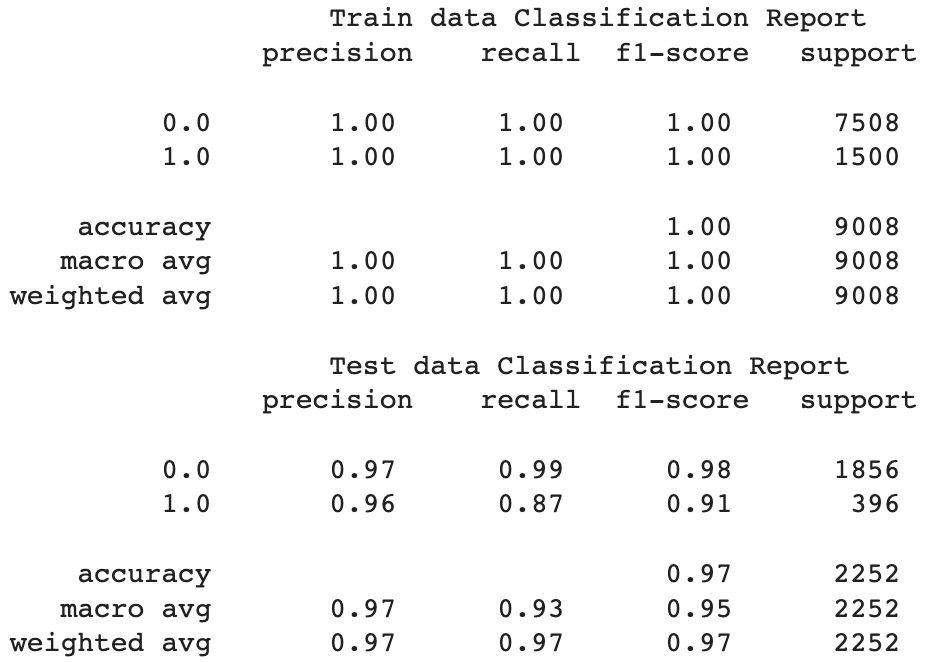 Train data Classification Report
precision recall f1-score support
0.0 1.00 1.00 1.00 7508
1.0 1.00 1.00 1.00 1500
accuracy 1.00 9008
macro avg 1.00 1.00 1.00 9008
weighted avg 1.00 1.00 1.00 9008
Test data Classification Report
precision recall f1-score support
0.0 0.97 0.99 0.98 1856
1.0 0.96 0.87 0.91 396
accuracy 0.97 2252
macro avg 0.97 0.93 0.95 2252
weighted avg 0.97 0.97 0.97 2252